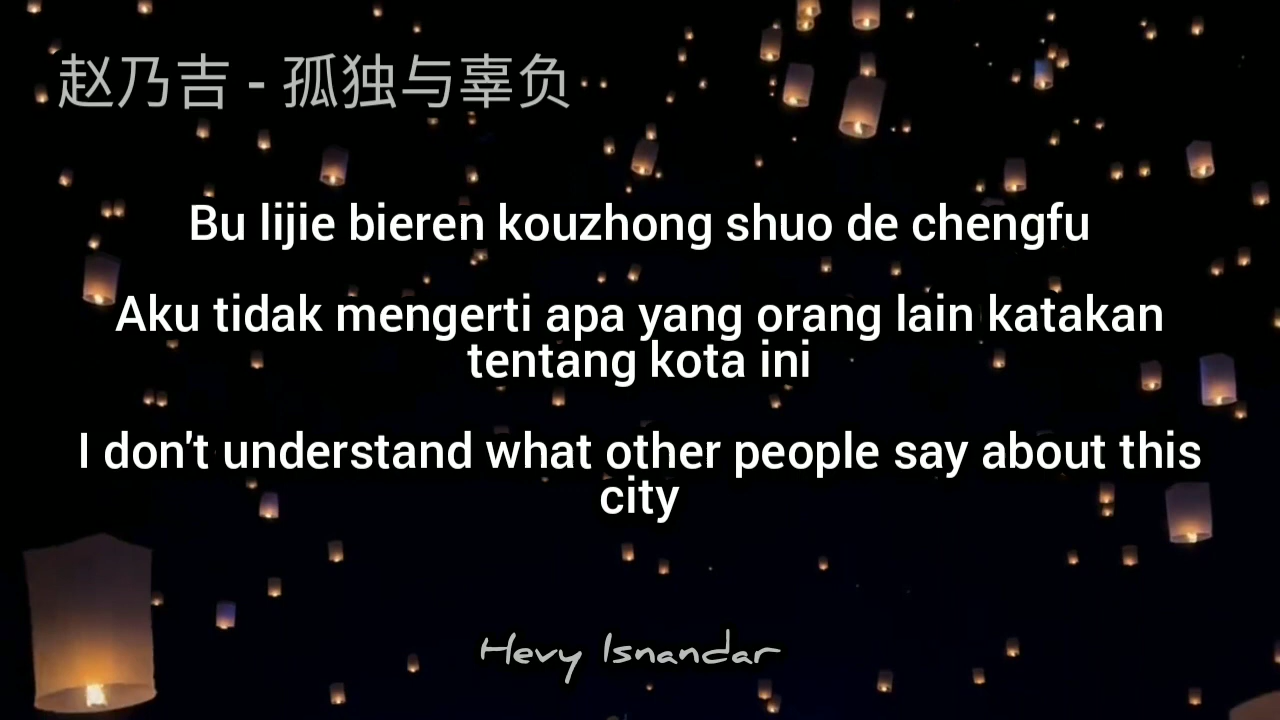 赵乃吉 - 孤独与辜负
Bu lijie bieren kouzhong shuo de chengfu
Aku tidak mengerti apa yang orang lain katakan
tentang kota ini
I don't understand what other people say about this
city
Hevy Isnandar